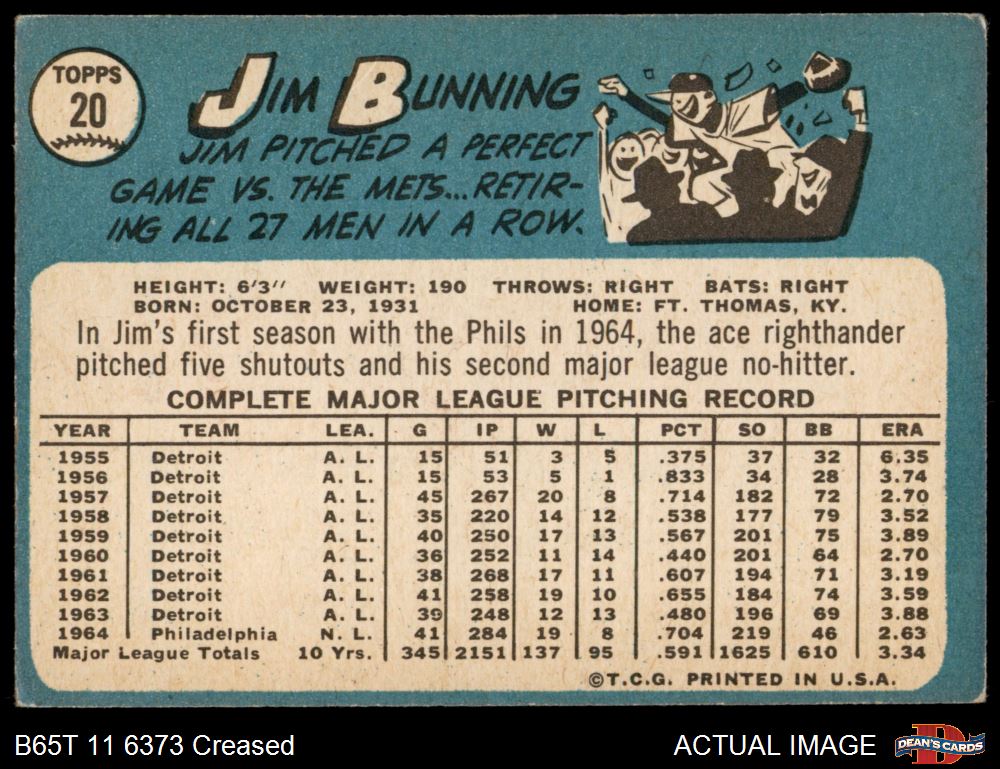 TOPPS
20
JIM BUNNING
JIM PITCHED A PERFECT
GAME VS. THE METS...RETIR-
ING ALL 27 MEN IN A ROW.
HEIGHT: 6'3" WEIGHT: 190 THROWS: RIGHT BATS: RIGHT
BORN: OCTOBER 23, 1931 HOME: FT. THOMAS, KY.
In Jim's first season with the Phils in 1964, the ace righthander
pitched five shutouts and his second major league no-hitter.
COMPLETE MAJOR LEAGUE PITCHING RECORD
YEAR TEAM LEA. G IP W L PCT SO BB ERA
1955 Detroit A. L. 15 51 3 5 .375 37 32 6.35
1956 Detroit A. L. 15 53 5 1 .833 34 28 3.74
1957 Detroit A. L. 45 267 20 8 .714 182 72 2.70
1958 Detroit A. L. 35 220 14 12 .538 177 79 3.52
1959 Detroit A. L. 40 250 17 13 .567 201 75 3.89
1960 Detroit A. L. 36 252 11 14 .440 201 64 2.70
1961 Detroit A. L. 38 268 17 11 .607 194 71 3.19
1962 Detroit A. L. 41 258 19 10 .655 184 74 3.59
1963 Detroit A. L. 39 248 12 13 .480 196 69 3.88
1964 Philadelphia N. L. 41 284 19 8 .704 219 46 2.63
Major League Totals 10 Yrs. 345 2151 137 95 .591 1625 610 3.34
©T.C.G. PRINTED IN U.S.A.
B65T 11 6373 Creased ACTUAL IMAGE
D
DEAN'S CARDS